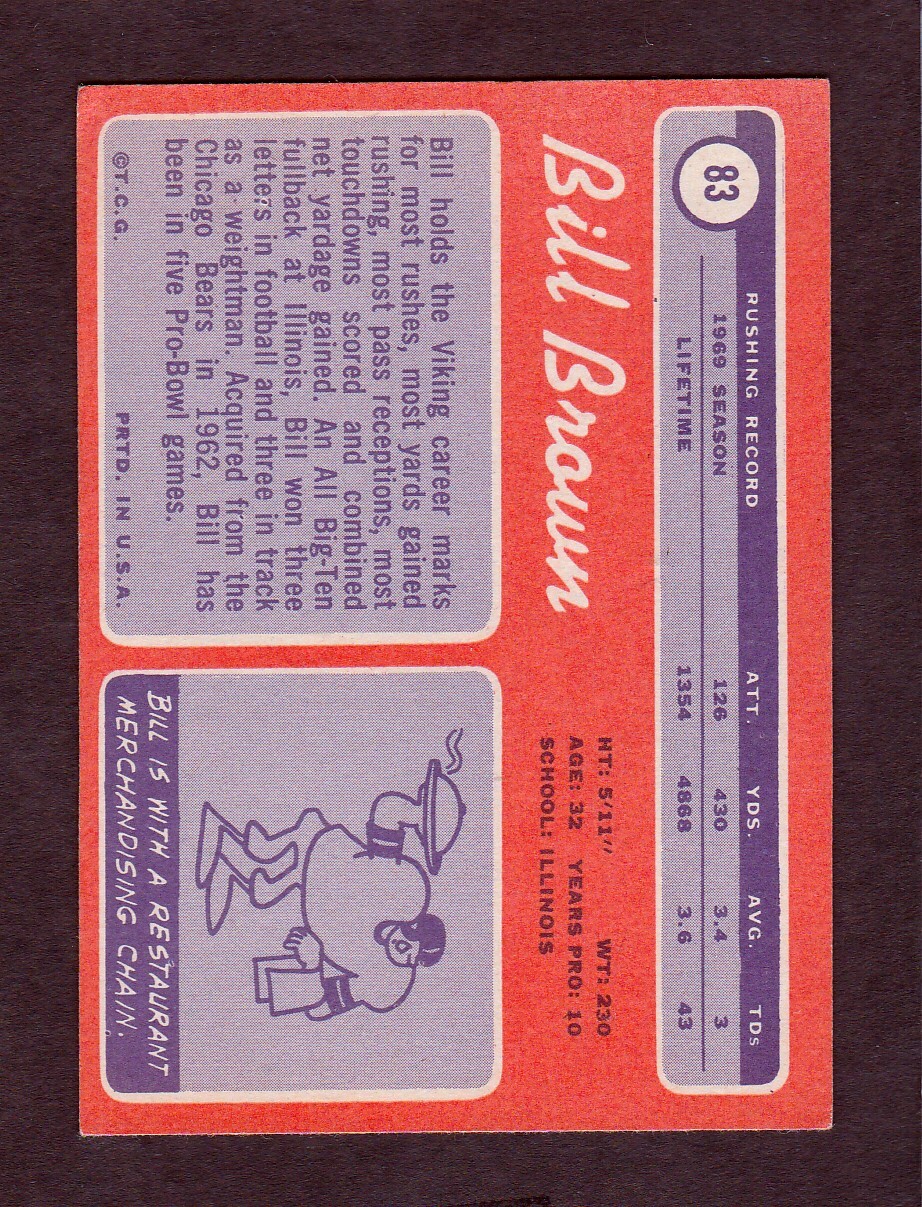 83
RUSHING RECORD ATT. YDS. AVG. TDs
1969 SEASON 126 430 3.4 3
LIFETIME 1354 4868 3.6 43
Bill Brown
HT: 5'11" WT: 230
AGE: 32 YEARS PRO: 10
SCHOOL: ILLINOIS
Bill holds the Viking career marks
for most rushes, most yards gained
rushing, most pass receptions, most
touchdowns scored and combined
net yardage gained. An All Big-Ten
fullback at Illinois, Bill won three
letters in football and three in track
as a weightman. Acquired from the
Chicago Bears in 1962, Bill has
been in five Pro-Bowl games.
©T.C.G. PRTD. IN U.S.A.
BILL IS WITH A RESTAURANT
MERCHANDISING CHAIN.